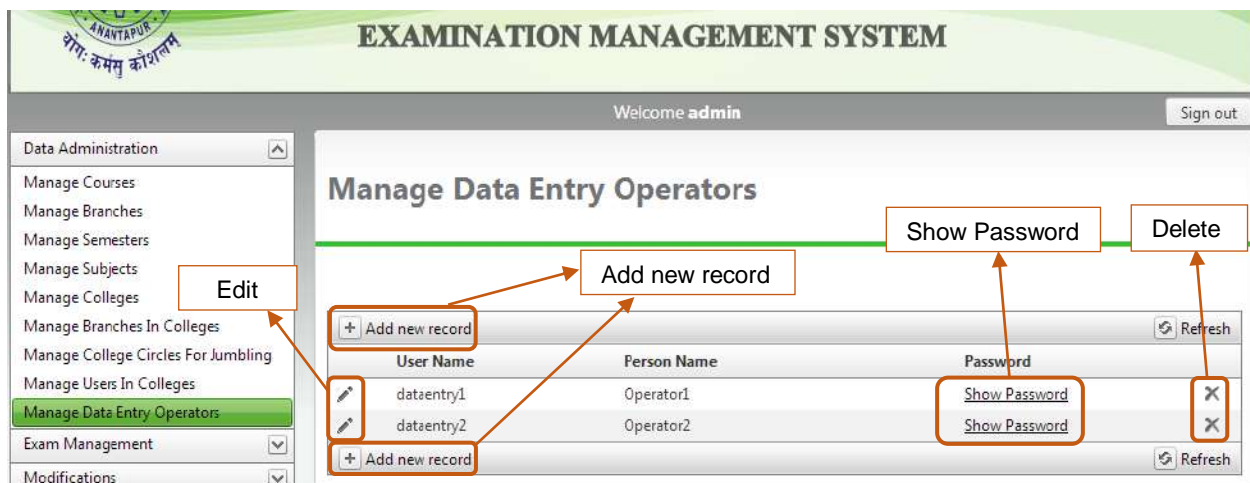 ANANTAPUR
योगः कर्मसु कौशलम्
EXAMINATION MANAGEMENT SYSTEM
Welcome admin
Sign out
Data Administration
Manage Courses
Manage Branches
Manage Semesters
Manage Subjects
Manage Colleges
Manage Branches In Colleges
Manage College Circles For Jumbling
Manage Users In Colleges
Manage Data Entry Operators
Exam Management
Modifications
Manage Data Entry Operators
Show Password
Delete
Add new record
Edit
Add new record
Refresh
User Name Person Name Password
dataentry1 Operator1 Show Password
dataentry2 Operator2 Show Password
Add new record
Refresh